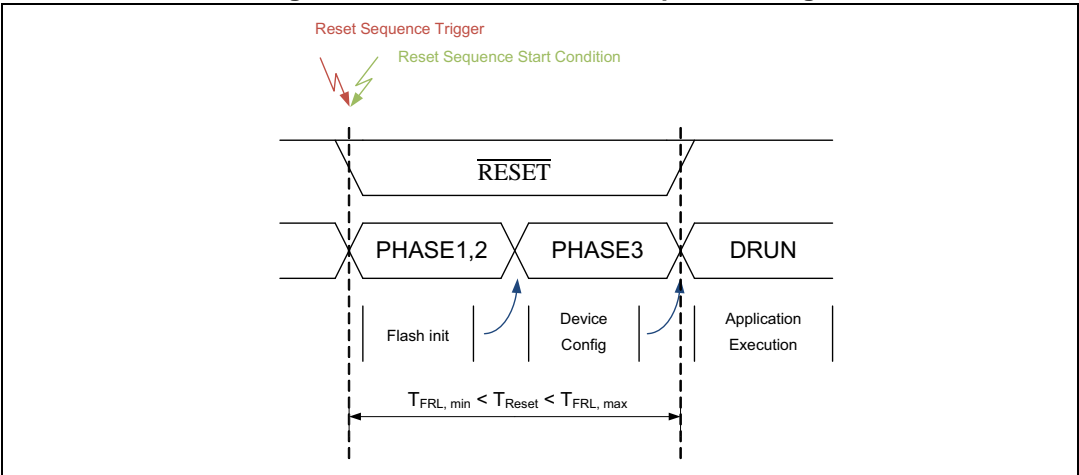 Reset Sequence Trigger
Reset Sequence Start Condition
RESET
PHASE1,2 PHASE3 DRUN
Flash init
Device
Config
Application
Execution
TFRL, min < TReset < TFRL, max